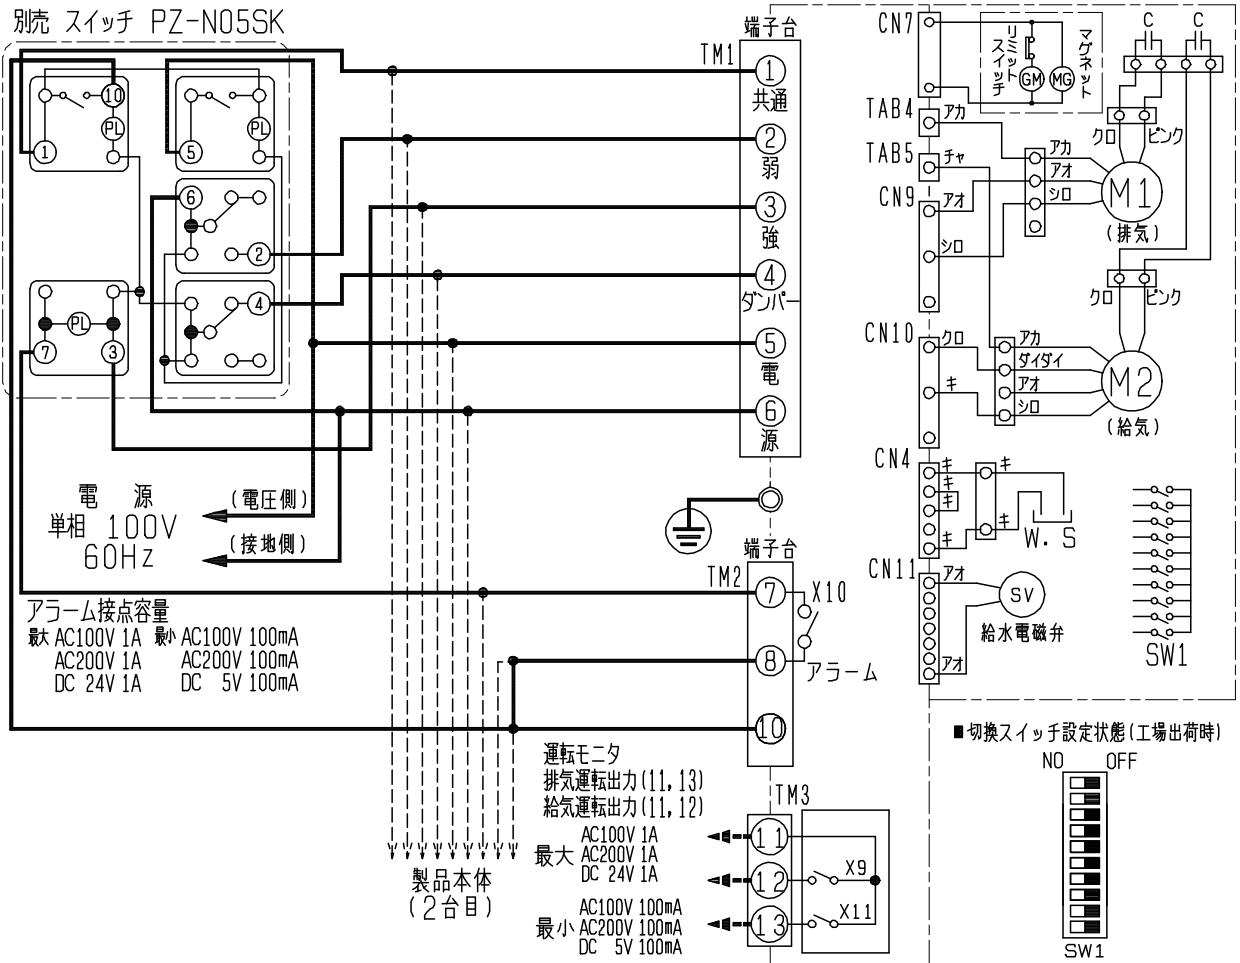 別売 スイッチ PZ-N05SK
10
PL
1
PL
5
6
2
4
PL
7
3
端子台
TM1
1
共通
2
弱
3
強
4
ダンパー
5
電
6
源
電 源
単相 100V
60Hz
(電圧側)
(接地側)
アラーム接点容量
最大 AC100V 1A 最小 AC100V 100mA
AC200V 1A AC200V 100mA
DC 24V 1A DC 5V 100mA
端子台
TM2
7
X10
8
アラーム
10
運転モニタ
排気運転出力(11,13)
給気運転出力(11,12)
AC100V 1A
最大 AC200V 1A
DC 24V 1A
AC100V 100mA
最小 AC200V 100mA
DC 5V 100mA
製品本体
(2台目)
TM3
11
12
X9
13
X11
CN7
リミットスイッチ
マグネット
GM
MG
C
C
TAB4
アカ
TAB5
チャ
CN9
アオ
シロ
アカ
アオ
シロ
クロ
ピンク
M1
(排気)
クロ
ピンク
CN10
クロ
キ
アカ
ダイダイ
アオ
シロ
M2
(給気)
CN4
キ
キ
キ
キ
キ
キ
W.S
CN11
アオ
アオ
SV
給水電磁弁
SW1
■切換スイッチ設定状態(工場出荷時)
NO OFF
SW1